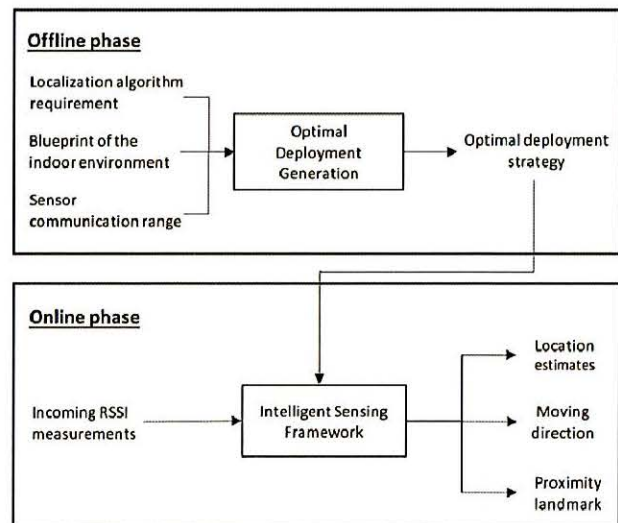 Offline phase
Localization algorithm
requirement
Blueprint of the
indoor environment
Sensor
communication range
Optimal
Deployment
Generation
Optimal deployment
strategy
Online phase
Incoming RSSI
measurements
Intelligent Sensing
Framework
Location
estimates
Moving
direction
Proximity
landmark